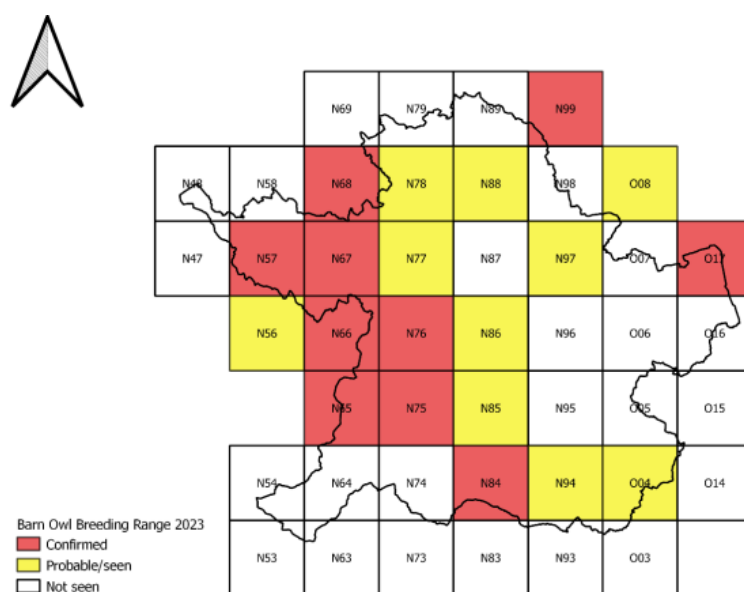 N69 N79 N89 N99
N48 N58 N68 N78 N88 N98 O08
N47 N57 N67 N77 N87 N97 O07 O17
N56 N66 N76 N86 N96 O06 O16
N65 N75 N85 N95 O05 O15
N54 N64 N74 N84 N94 O04 O14
N53 N63 N73 N83 N93 O03
Barn Owl Breeding Range 2023
Confirmed
Probable/seen
Not seen